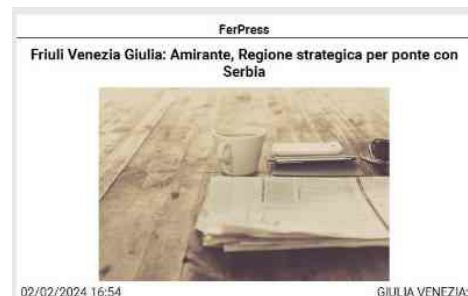 FerPress
Friuli Venezia Giulia: Amirante, Regione strategica per ponte con
Serbia
02/02/2024 16:54
GIULIA VENEZIA: